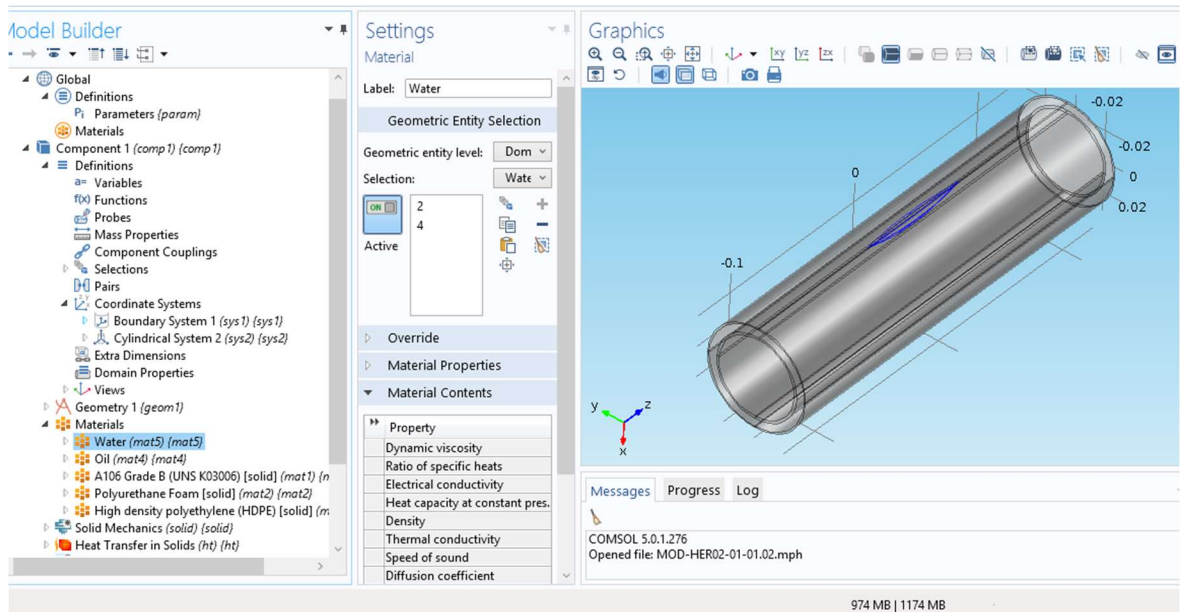 Model Builder
Global
Definitions
Pi Parameters {param}
Materials
Component 1 (comp1) {comp1}
Definitions
a= Variables
f(x) Functions
Probes
Mass Properties
Component Couplings
Selections
Pairs
Coordinate Systems
Boundary System 1 (sys1) {sys1}
Cylindrical System 2 (sys2) {sys2}
Extra Dimensions
Domain Properties
Views
Geometry 1 {geom1}
Materials
Water (mat5) {mat5}
Oil (mat4) {mat4}
A106 Grade B (UNS K03006) [solid] (mat1) {n
Polyurethane Foam [solid] (mat2) {mat2}
High density polyethylene (HDPE) [solid] (m
Solid Mechanics (solid) {solid}
Heat Transfer in Solids (ht) {ht}
Settings
Material
Label: Water
Geometric Entity Selection
Geometric entity level: Dom
Selection: Wate
ON
2
4
Active
Override
Material Properties
Material Contents
Property
Dynamic viscosity
Ratio of specific heats
Electrical conductivity
Heat capacity at constant pres.
Density
Thermal conductivity
Speed of sound
Diffusion coefficient
Graphics
xy yz zx
-0.02
-0.02
0
0
0.02
-0.1
y z
x
Messages Progress Log
COMSOL 5.0.1.276
Opened file: MOD-HER02-01-01.02.mph
974 MB | 1174 MB